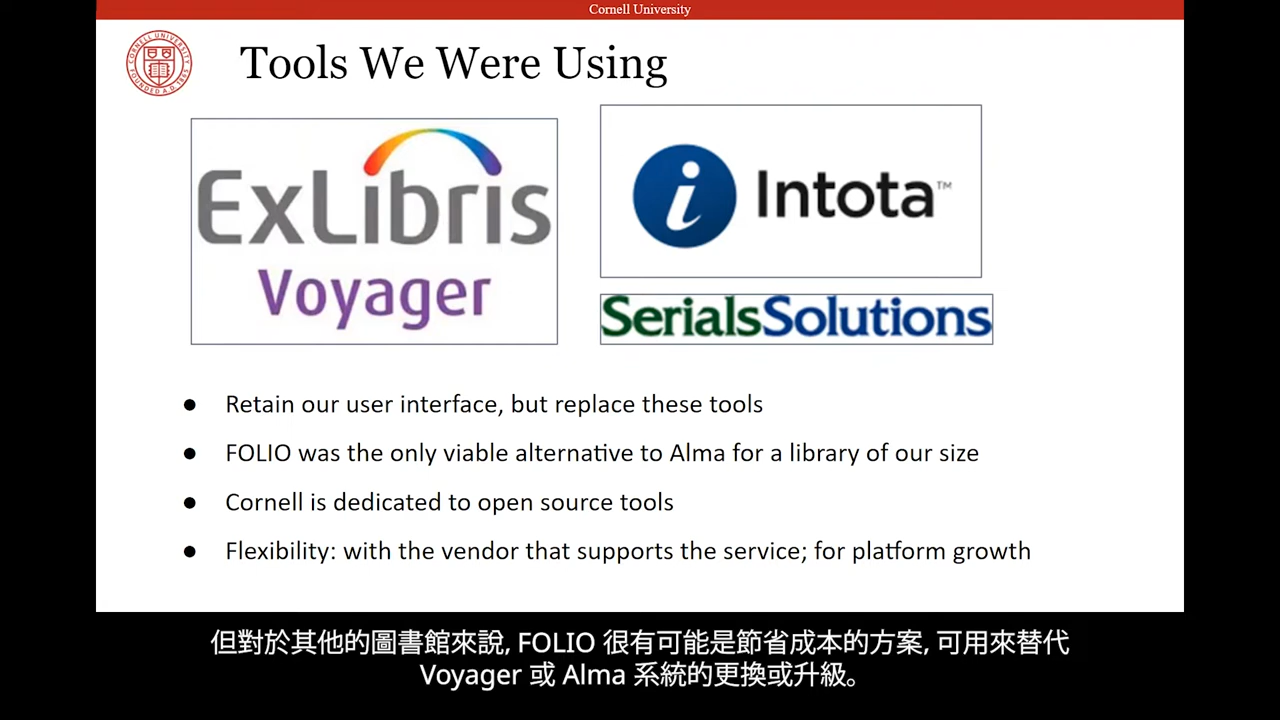 Cornell University
CORNELL UNIVERSITY
FOUNDED A.D. 1865
Tools We Were Using
ExLibris
Voyager
i Intota™
SerialsSolutions
● Retain our user interface, but replace these tools
● FOLIO was the only viable alternative to Alma for a library of our size
● Cornell is dedicated to open source tools
● Flexibility: with the vendor that supports the service; for platform growth
但對於其他的圖書館來說, FOLIO 很有可能是節省成本的方案, 可用來替代
Voyager 或 Alma 系統的更換或升級。